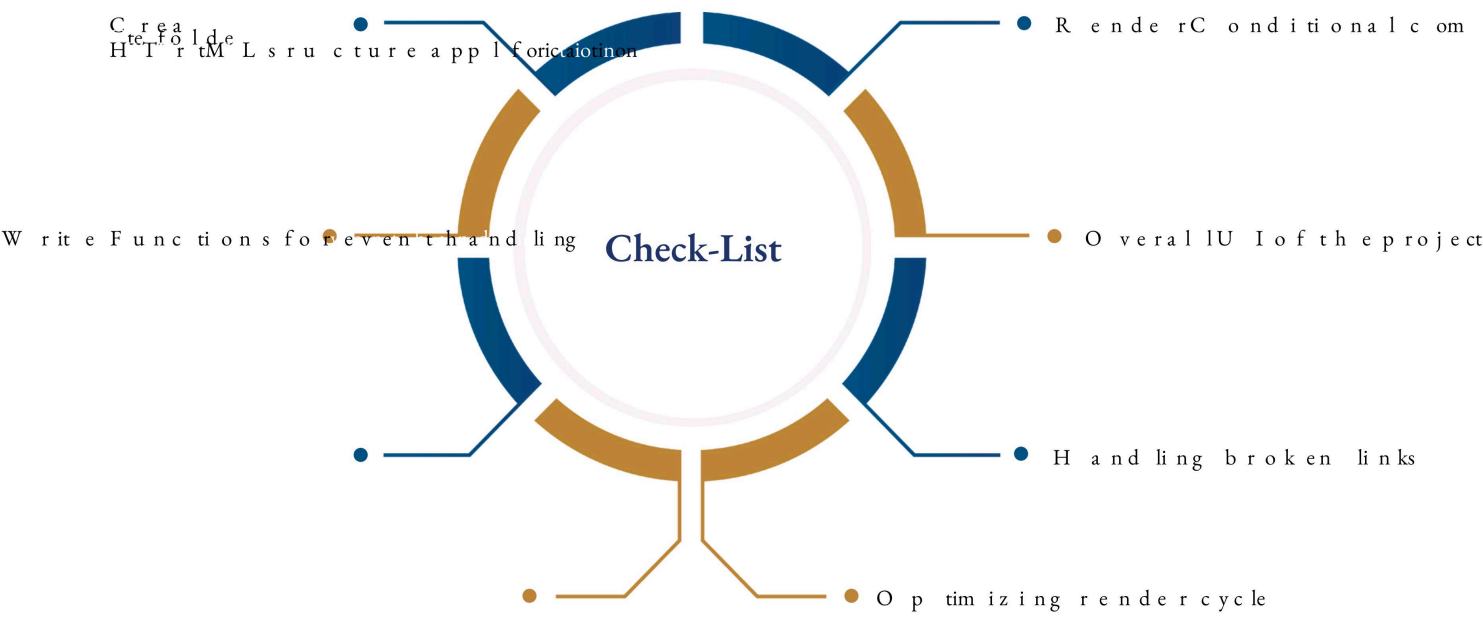 Render Conditional com
Write Functions for event handling
Check-List
Overall UI of the project
Handling broken links
Optimizing render cycle